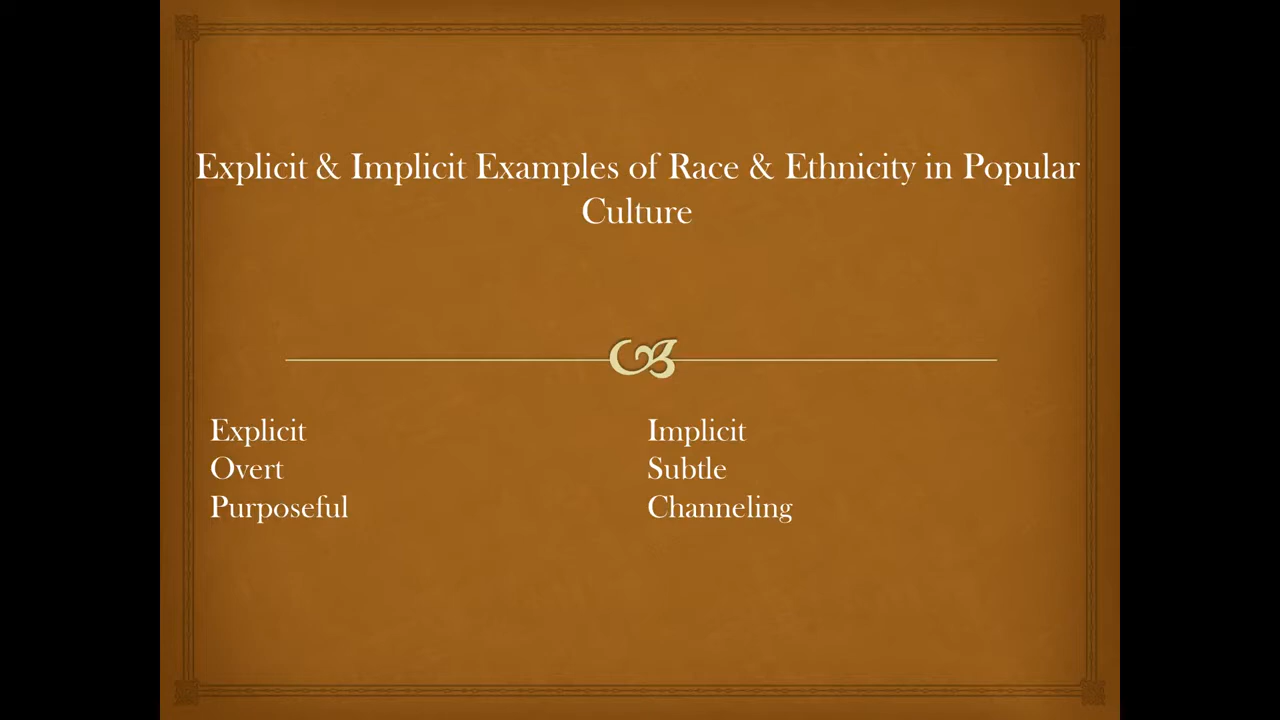 Explicit & Implicit Examples of Race & Ethnicity in Popular
Culture
Explicit
Overt
Purposeful
Implicit
Subtle
Channeling